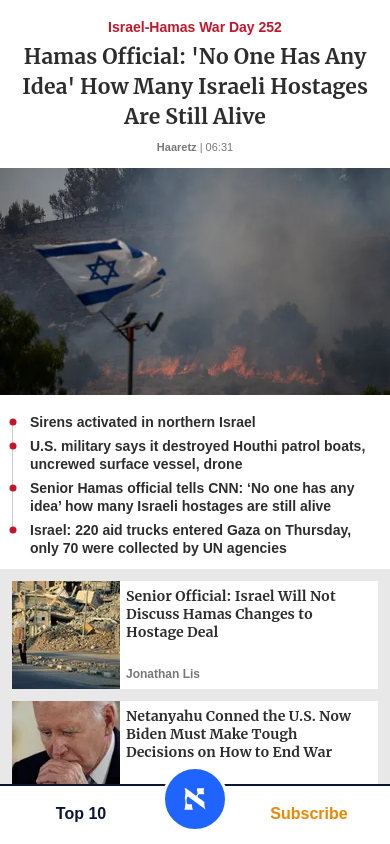 Israel-Hamas War Day 252
Hamas Official: 'No One Has Any
Idea' How Many Israeli Hostages
Are Still Alive
Haaretz | 06:31
Sirens activated in northern Israel
U.S. military says it destroyed Houthi patrol boats,
uncrewed surface vessel, drone
Senior Hamas official tells CNN: ‘No one has any
idea’ how many Israeli hostages are still alive
Israel: 220 aid trucks entered Gaza on Thursday,
only 70 were collected by UN agencies
Senior Official: Israel Will Not
Discuss Hamas Changes to
Hostage Deal
Jonathan Lis
Netanyahu Conned the U.S. Now
Biden Must Make Tough
Decisions on How to End War
Top 10
א
Subscribe